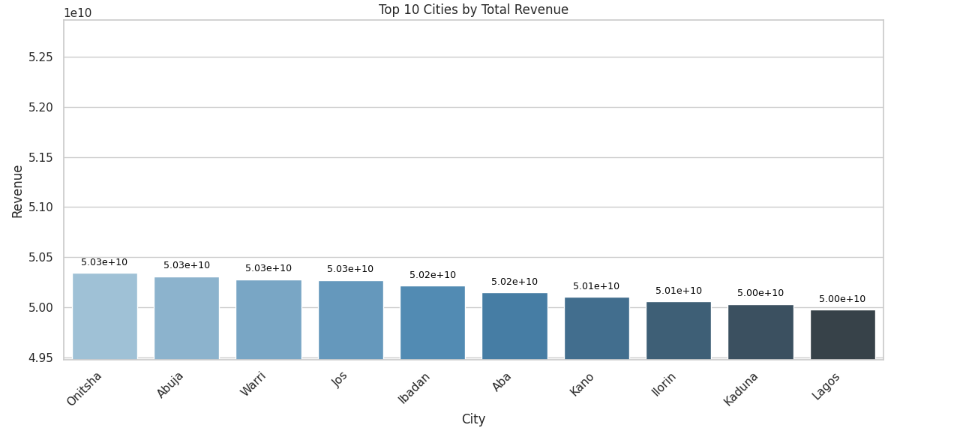 Top 10 Cities by Total Revenue
1e10
5.25
5.20
5.15
5.10
5.05
5.00
4.95
Revenue
5.03e+10
5.03e+10
5.03e+10
5.03e+10
5.02e+10
5.02e+10
5.01e+10
5.01e+10
5.00e+10
5.00e+10
Onitsha
Abuja
Warri
Jos
Ibadan
Aba
Kano
Ilorin
Kaduna
Lagos
City